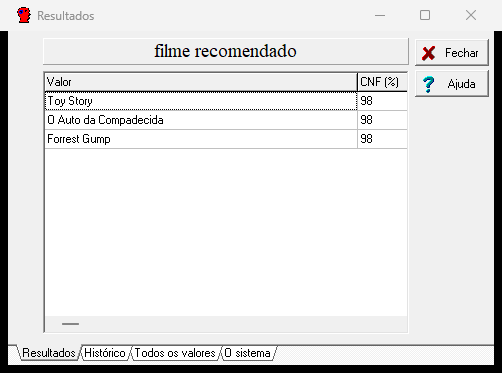 Resultados
filme recomendado
Fechar
Valor CNF (%)
Ajuda
Toy Story 98
O Auto da Compadecida 98
Forrest Gump 98
Resultados Histórico Todos os valores O sistema